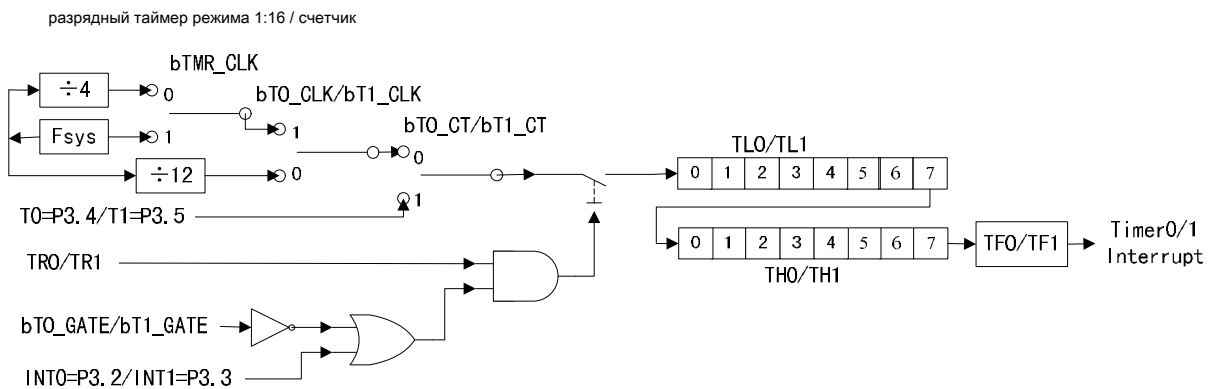 разрядный таймер режима 1:16 / счетчик
bTMR_CLK
÷4
0
bT0_CLK/bT1_CLK
Fsys
1
1
bT0_CT/bT1_CT
0
÷12
0
1
T0=P3.4/T1=P3.5
TL0/TL1
0 1 2 3 4 5 6 7
0 1 2 3 4 5 6 7
TH0/TH1
TF0/TF1
Timer0/1
Interrupt
TR0/TR1
bT0_GATE/bT1_GATE
INT0=P3.2/INT1=P3.3